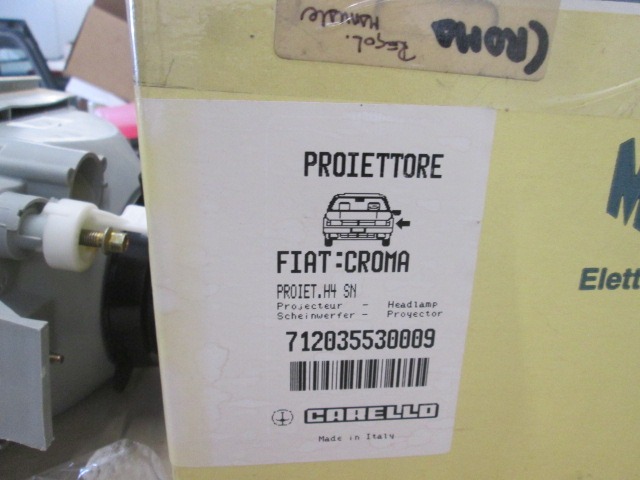 CROMA
Regol.
Manuale
PROIETTORE
FIAT:CROMA
PROIET.H4 SN
Projecteur - Headlamp
Scheinwerfer - Proyector
712035530009
CARELLO
Made in Italy
M
Elett